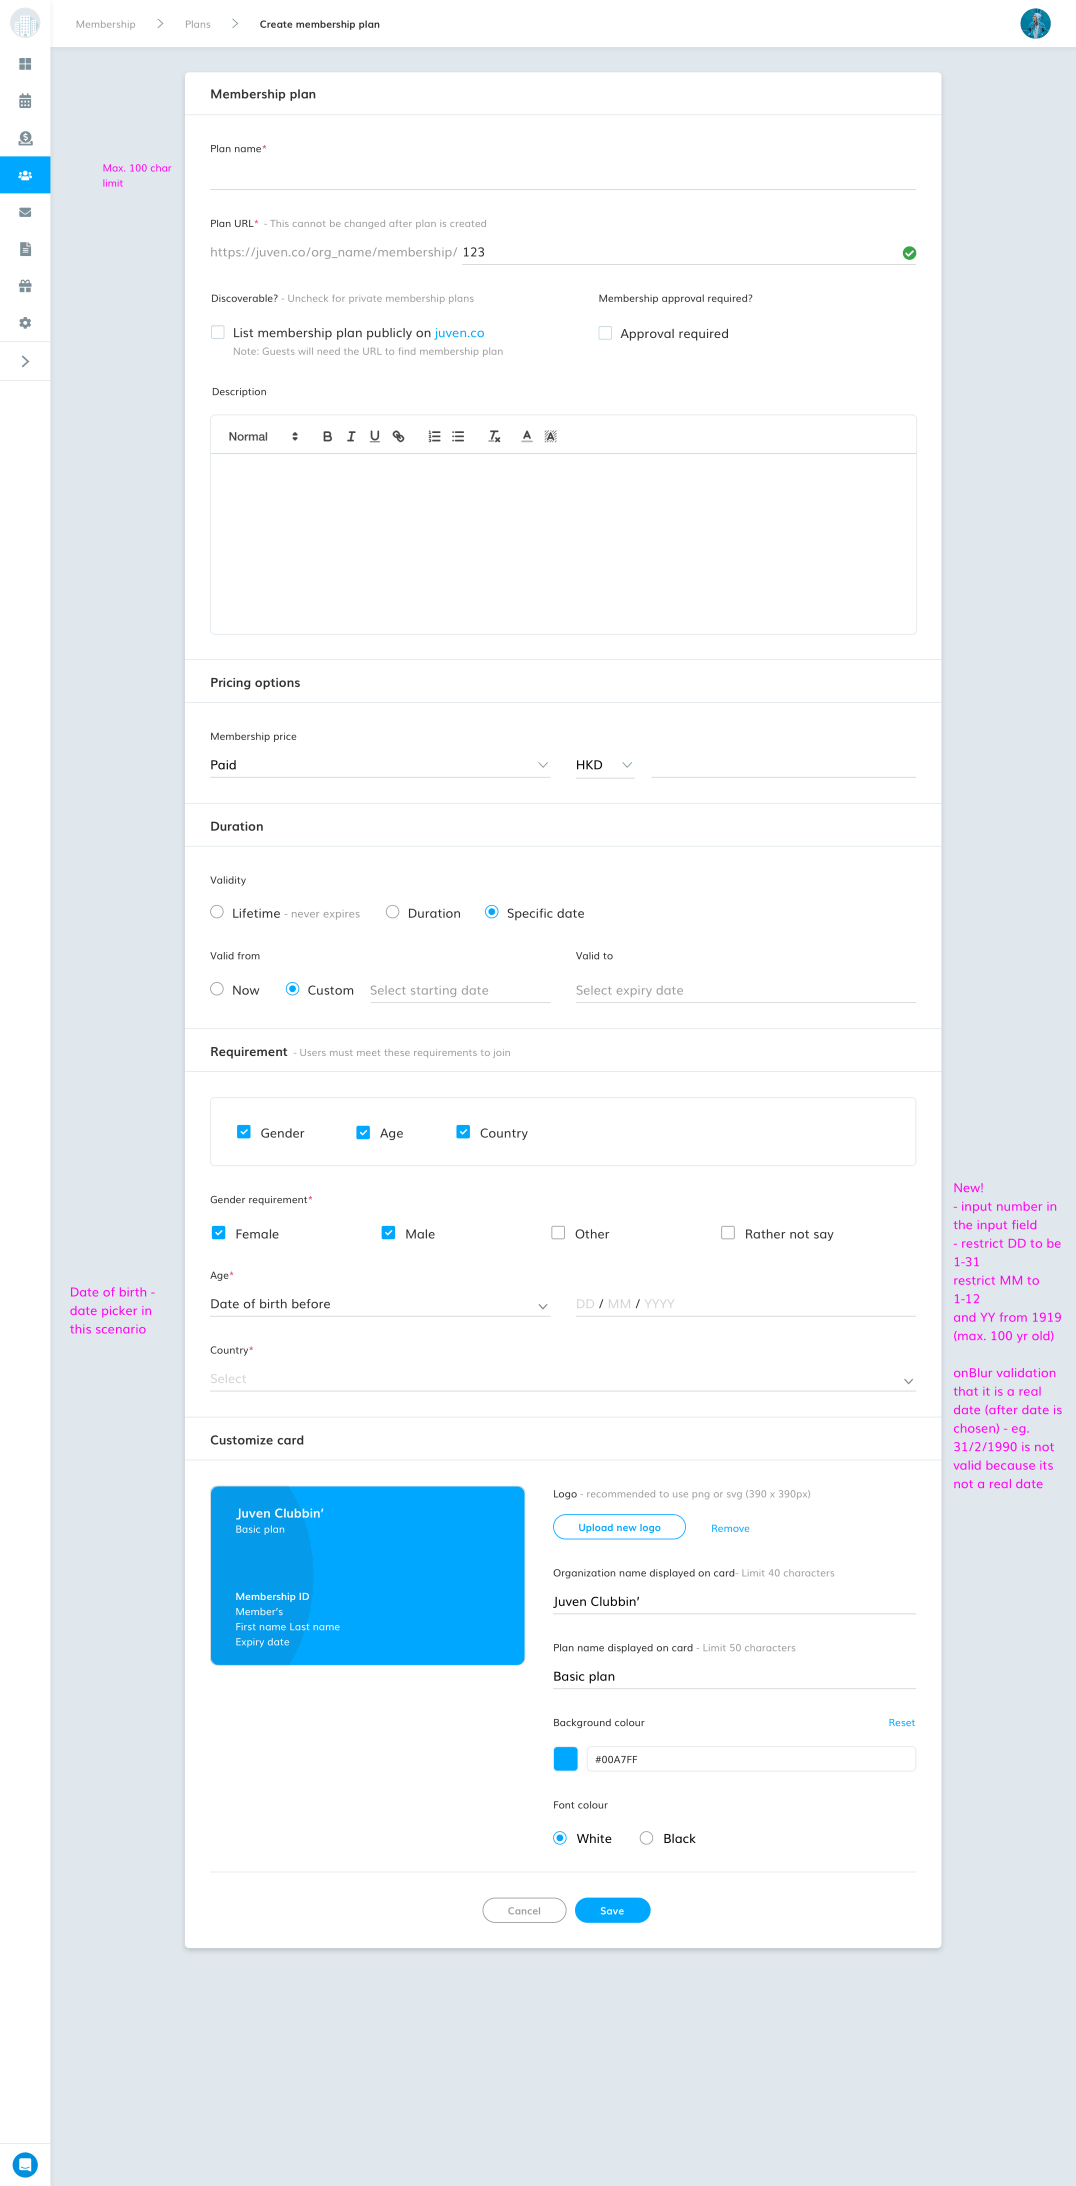 Membership
Plans
Create membership plan
Membership plan
Plan name*
Max. 100 char
limit
Plan URL* - This cannot be changed after plan is created
https://juven.co/org_name/membership/ 123
Discoverable? - Uncheck for private membership plans
Membership approval required?
List membership plan publicly on juven.co
Approval required
Note: Guests will need the URL to find membership plan
Description
Normal
Pricing options
Membership price
Paid
HKD
Duration
Validity
Lifetime - never expires
Duration
Specific date
Valid from
Valid to
Now
Custom
Select starting date
Select expiry date
Requirement - Users must meet these requirements to join
Gender
Age
Country
Gender requirement*
Female
Male
Other
Rather not say
Age*
Date of birth before
DD / MM / YYYY
Country*
Select
Date of birth -
date picker in
this scenario
New!
- input number in
the input field
- restrict DD to be
1-31
restrict MM to
1-12
and YY from 1919
(max. 100 yr old)
onBlur validation
that it is a real
date (after date is
chosen) - eg.
31/2/1990 is not
valid because its
not a real date
Customize card
Juven Clubbin’
Basic plan
Membership ID
Member’s
First name Last name
Expiry date
Logo - recommended to use png or svg (390 x 390px)
Upload new logo
Remove
Organization name displayed on card- Limit 40 characters
Juven Clubbin’
Plan name displayed on card - Limit 50 characters
Basic plan
Background colour
Reset
#00A7FF
Font colour
White
Black
Cancel
Save